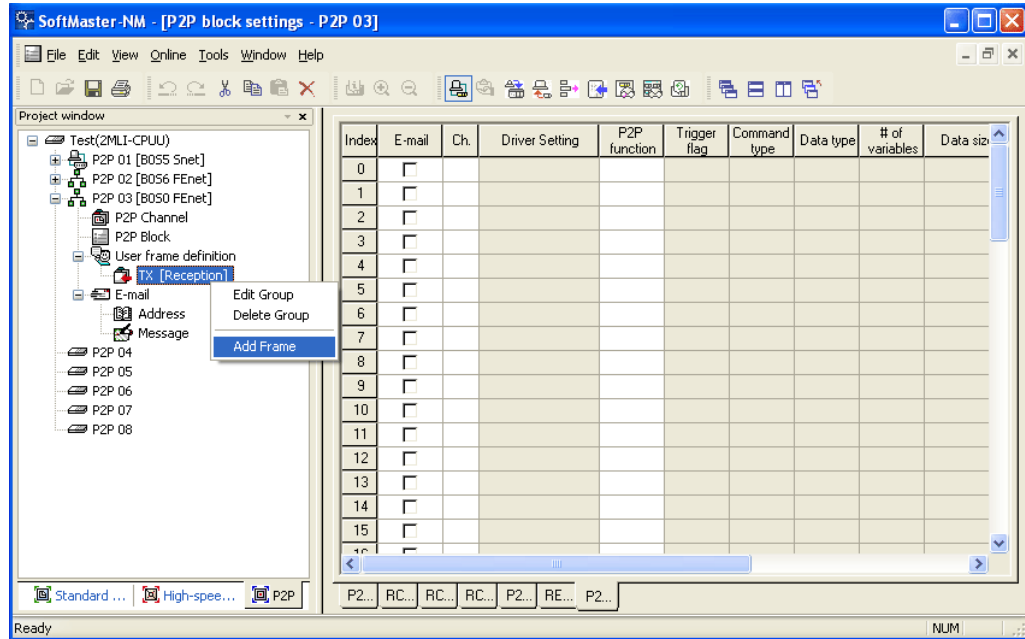 SoftMaster-NM - [P2P block settings - P2P 03]
File Edit View Online Tools Window Help
Project window
Test(2MLI-CPUU)
P2P 01 [B0S5 Snet]
P2P 02 [B0S6 FEnet]
P2P 03 [B0S0 FEnet]
P2P Channel
P2P Block
User frame definition
TX [Reception]
E-mail
Address
Message
P2P 04
P2P 05
P2P 06
P2P 07
P2P 08
Edit Group
Delete Group
Add Frame
Index E-mail Ch. Driver Setting P2P function Trigger flag Command type Data type # of variables Data siz
0
1
2
3
4
5
6
7
8
9
10
11
12
13
14
15
Standard ... High-spee... P2P
P2... RC... RC... RC... P2... RE... P2...
Ready NUM